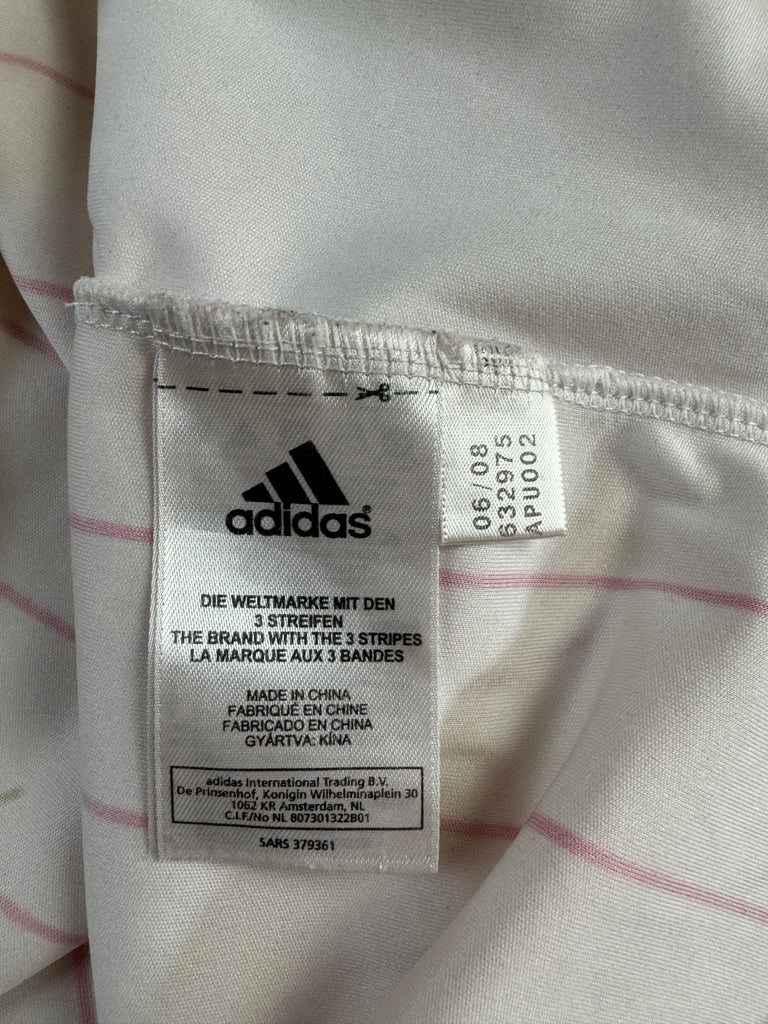 adidas®
DIE WELTMARKE MIT DEN
3 STREIFEN
THE BRAND WITH THE 3 STRIPES
LA MARQUE AUX 3 BANDES
MADE IN CHINA
FABRIQUÉ EN CHINE
FABRICADO EN CHINA
GYÁRTVA: KÍNA
adidas International Trading B.V.
De Prinsenhof, Konigin Wilhelminaplein 30
1062 KR Amsterdam, NL
C.I.F./No NL 807301322B01
SARS 379361
06/08
632975
APU002